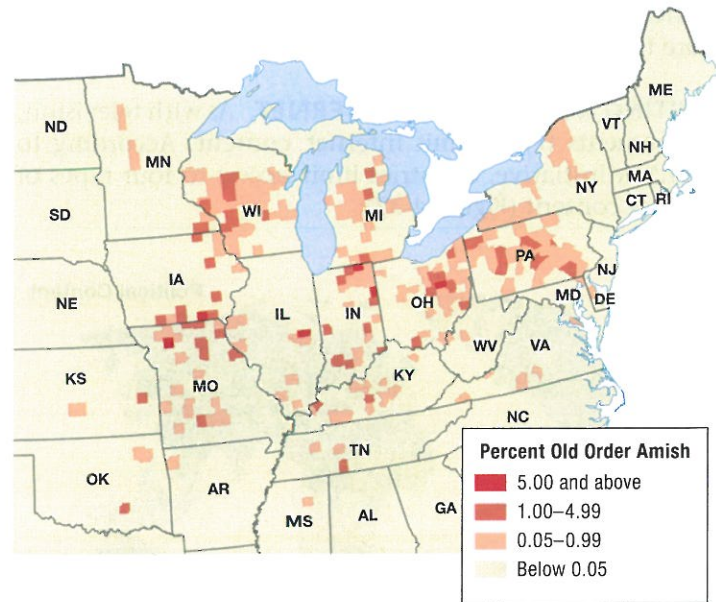 ME
ND
MN
VT
NH
SD
WI
MI
NY
MA
CT
RI
IA
PA
NJ
NE
OH
MD
DE
IL
IN
WV
VA
KS
MO
KY
NC
TN
OK
AR
MS
AL
GA
Percent Old Order Amish
5.00 and above
1.00–4.99
0.05–0.99
Below 0.05